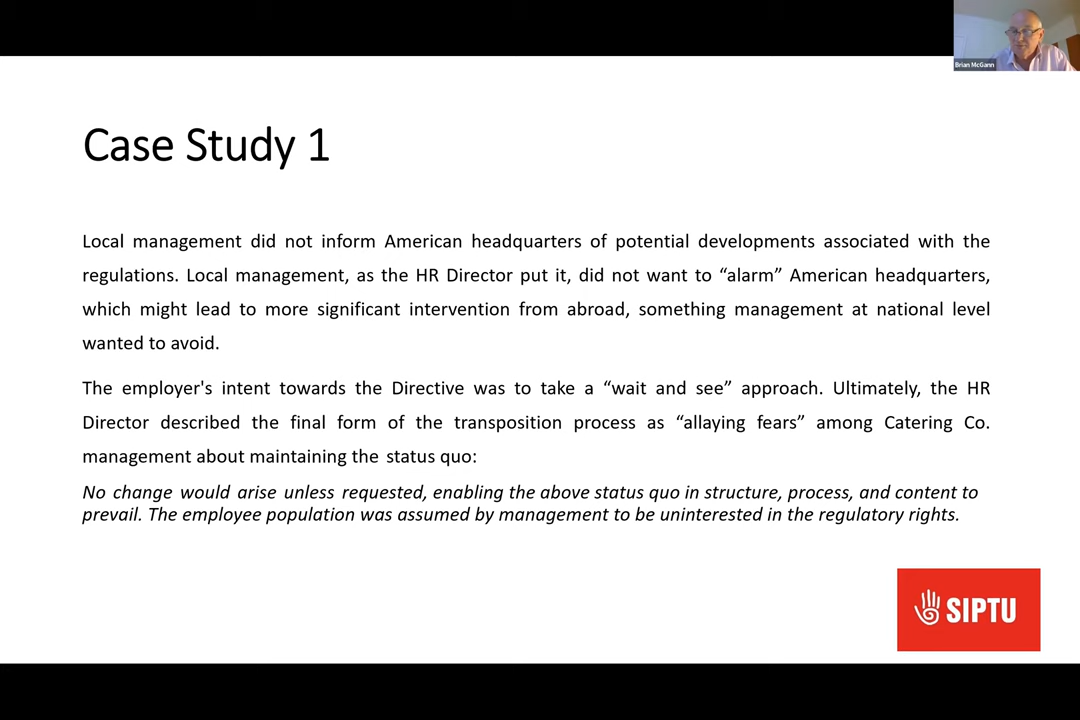 Brian McGann
Case Study 1
Local management did not inform American headquarters of potential developments associated with the
regulations. Local management, as the HR Director put it, did not want to “alarm” American headquarters,
which might lead to more significant intervention from abroad, something management at national level
wanted to avoid.
The employer's intent towards the Directive was to take a “wait and see” approach. Ultimately, the HR
Director described the final form of the transposition process as “allaying fears” among Catering Co.
management about maintaining the status quo:
No change would arise unless requested, enabling the above status quo in structure, process, and content to
prevail. The employee population was assumed by management to be uninterested in the regulatory rights.
SIPTU